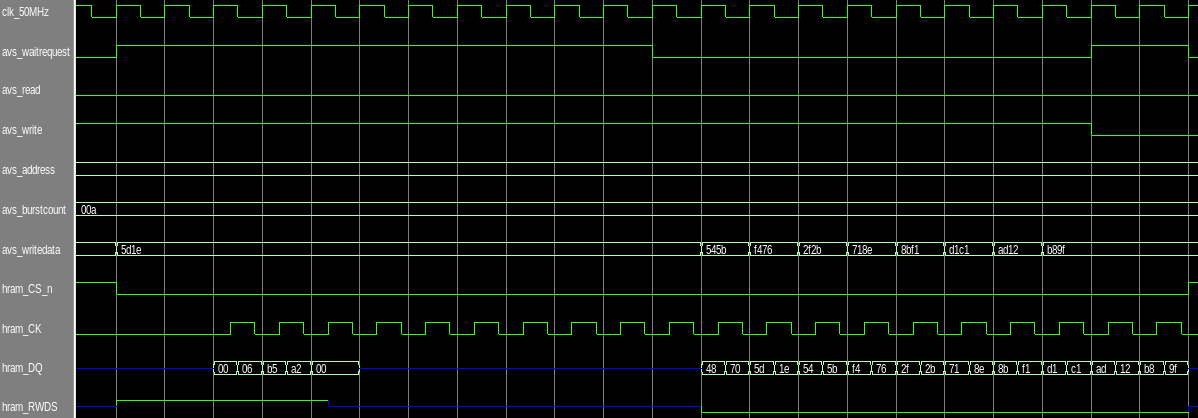 clk_50MHz
avs_waitrequest
avs_read
avs_write
avs_address
avs_burstcount 00a
avs_writedata 5d1e 545b f476 2f2b 718e 8bf1 d1c1 ad12 b89f
hram_CS_n
hram_CK
hram_DQ 00 06 b5 a2 00 48 70 5d 1e 54 5b f4 76 2f 2b 71 8e 8b f1 d1 c1 ad 12 b8 9f
hram_RWDS